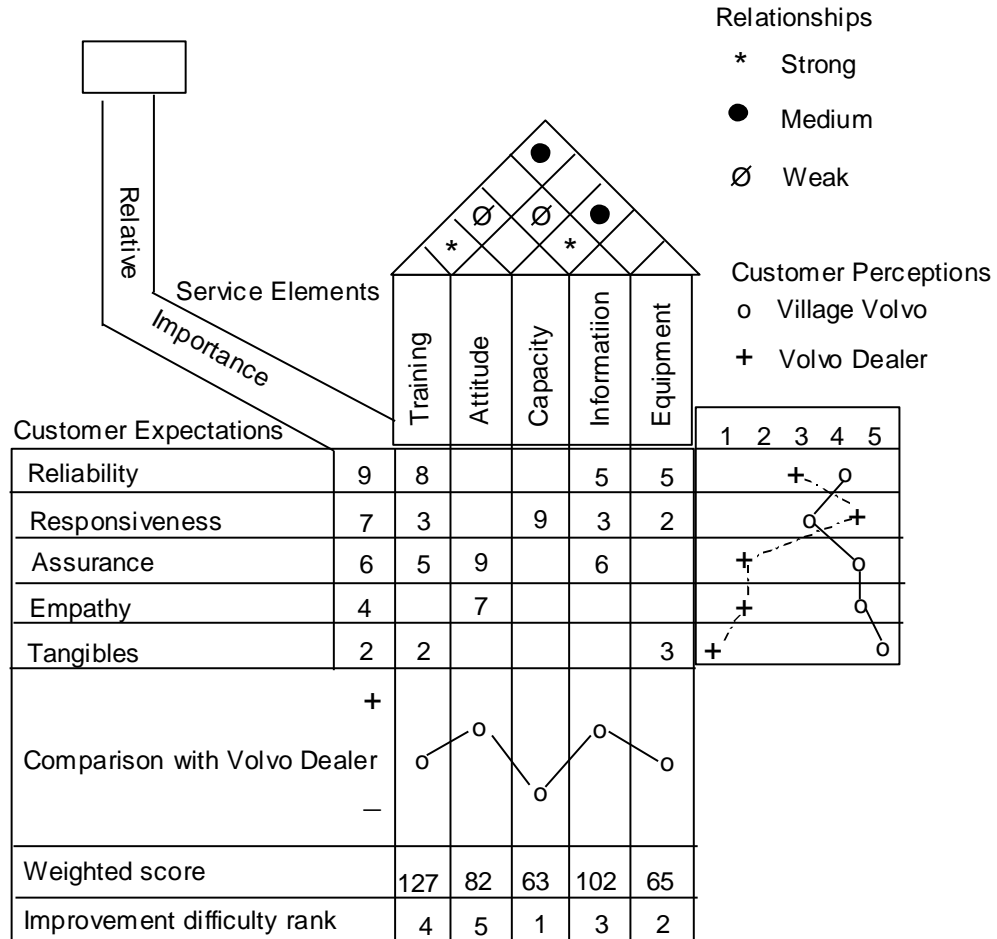 Relationships
* Strong
● Medium
Ø Weak
Relative
Importance
Service Elements
Customer Perceptions
o Village Volvo
+ Volvo Dealer
Training
Attitude
Capacity
Information
Equipment
Customer Expectations
1 2 3 4 5
Reliability 9 8 5 5
Responsiveness 7 3 9 3 2
Assurance 6 5 9 6
Empathy 4 7
Tangibles 2 2 3
+
Comparison with Volvo Dealer
–
Weighted score 127 82 63 102 65
Improvement difficulty rank 4 5 1 3 2